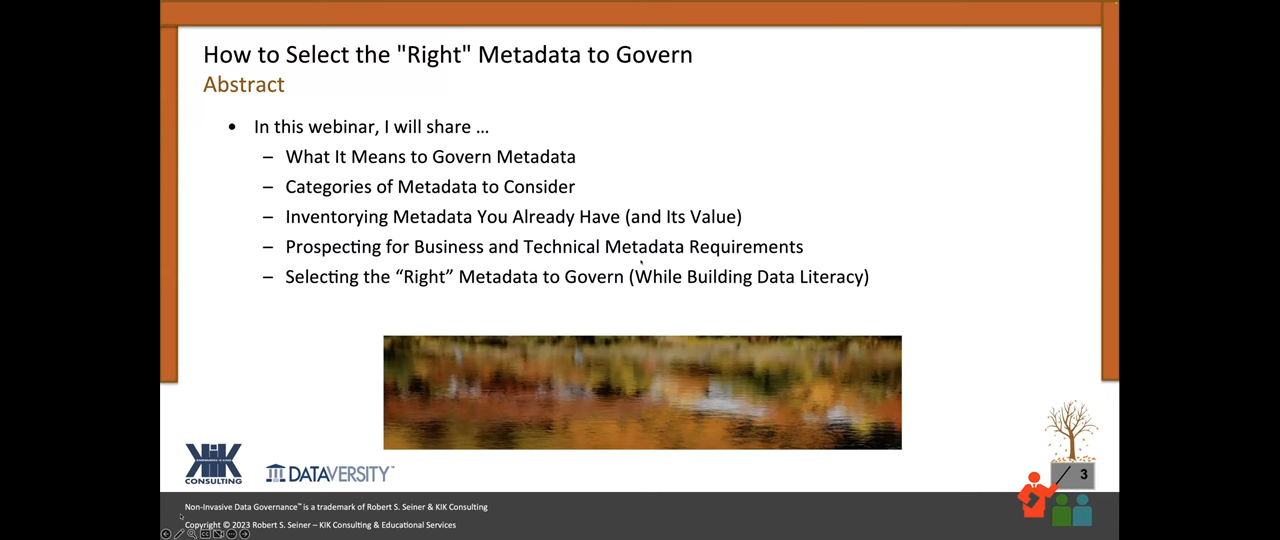 How to Select the "Right" Metadata to Govern
Abstract
• In this webinar, I will share …
– What It Means to Govern Metadata
– Categories of Metadata to Consider
– Inventorying Metadata You Already Have (and Its Value)
– Prospecting for Business and Technical Metadata Requirements
– Selecting the “Right” Metadata to Govern (While Building Data Literacy)
KIK
CONSULTING
DATAVERSITY™
/ 3
Non-Invasive Data Governance™ is a trademark of Robert S. Seiner & KIK Consulting
Copyright © 2023 Robert S. Seiner – KIK Consulting & Educational Services